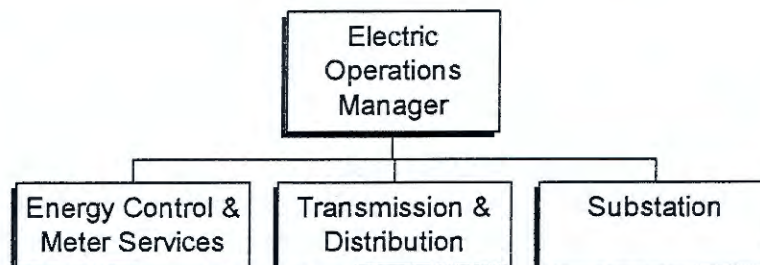 Electric
Operations
Manager
Energy Control &
Meter Services
Transmission &
Distribution
Substation